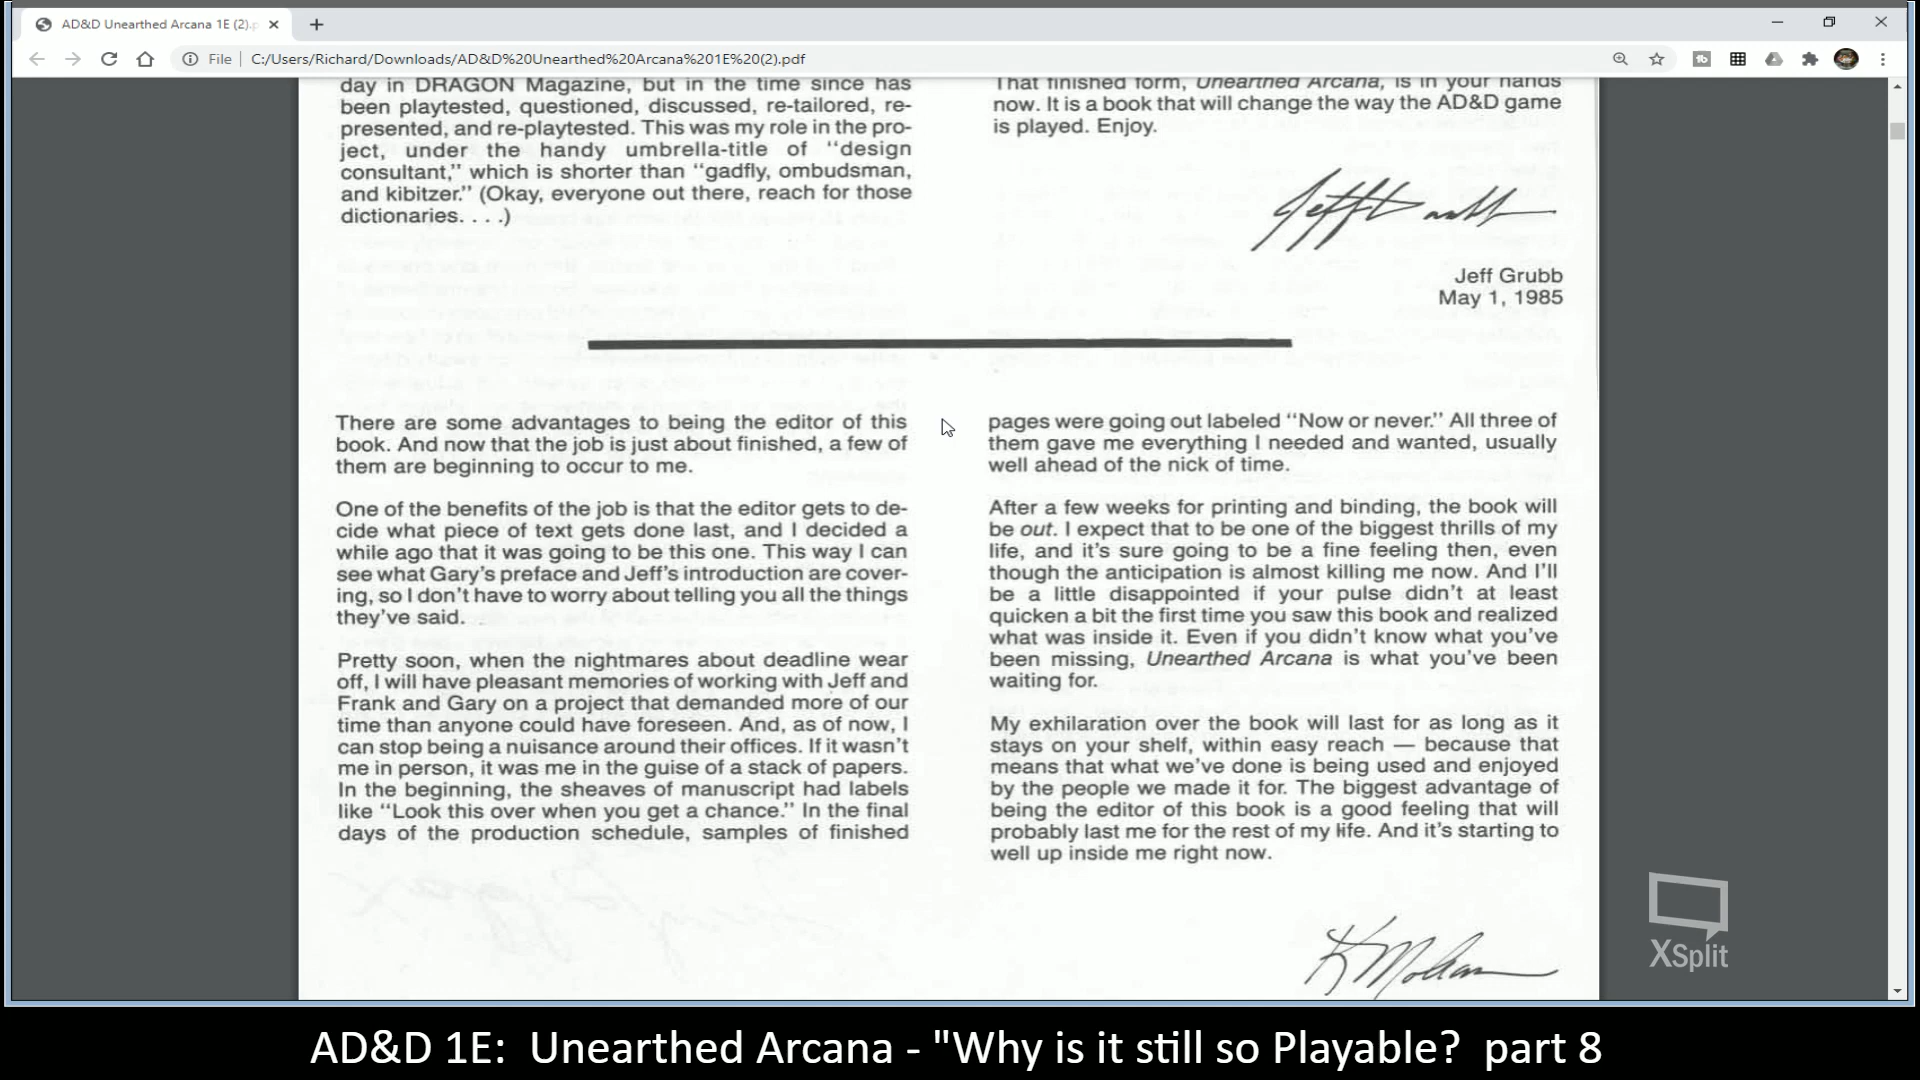 AD&D Unearthed Arcana 1E (2).p
File
C:/Users/Richard/Downloads/AD&D%20Unearthed%20Arcana%201E%20(2).pdf
day in DRAGON Magazine, but in the time since has
been playtested, questioned, discussed, re-tailored, re-
presented, and re-playtested. This was my role in the pro-
ject, under the handy umbrella-title of “design
consultant,” which is shorter than “gadfly, ombudsman,
and kibitzer.” (Okay, everyone out there, reach for those
dictionaries. . . .)
That finished form, Unearthed Arcana, is in your hands
now. It is a book that will change the way the AD&D game
is played. Enjoy.
Jeff Grubb
Jeff Grubb
May 1, 1985
There are some advantages to being the editor of this
book. And now that the job is just about finished, a few of
them are beginning to occur to me.
One of the benefits of the job is that the editor gets to de-
cide what piece of text gets done last, and I decided a
while ago that it was going to be this one. This way I can
see what Gary’s preface and Jeff’s introduction are cover-
ing, so I don’t have to worry about telling you all the things
they’ve said.
Pretty soon, when the nightmares about deadline wear
off, I will have pleasant memories of working with Jeff and
Frank and Gary on a project that demanded more of our
time than anyone could have foreseen. And, as of now, I
can stop being a nuisance around their offices. If it wasn’t
me in person, it was me in the guise of a stack of papers.
In the beginning, the sheaves of manuscript had labels
like “Look this over when you get a chance.” In the final
days of the production schedule, samples of finished
pages were going out labeled “Now or never.” All three of
them gave me everything I needed and wanted, usually
well ahead of the nick of time.
After a few weeks for printing and binding, the book will
be out. I expect that to be one of the biggest thrills of my
life, and it’s sure going to be a fine feeling then, even
though the anticipation is almost killing me now. And I’ll
be a little disappointed if your pulse didn’t at least
quicken a bit the first time you saw this book and realized
what was inside it. Even if you didn’t know what you’ve
been missing, Unearthed Arcana is what you’ve been
waiting for.
My exhilaration over the book will last for as long as it
stays on your shelf, within easy reach — because that
means that what we’ve done is being used and enjoyed
by the people we made it for. The biggest advantage of
being the editor of this book is a good feeling that will
probably last me for the rest of my life. And it’s starting to
well up inside me right now.
K Mohan
XSplit
AD&D 1E: Unearthed Arcana - "Why is it still so Playable? part 8